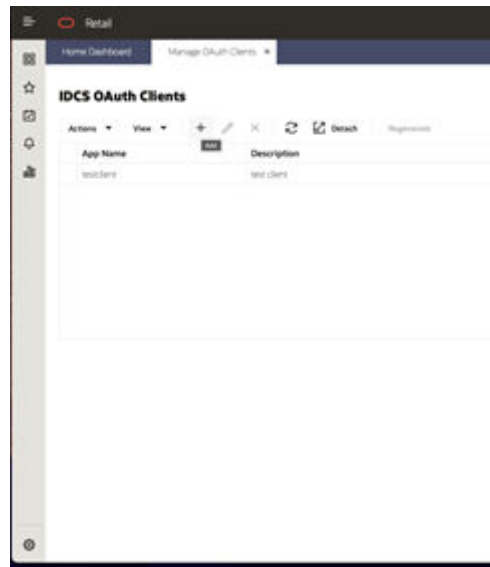 Retail
Home Dashboard Manage OAuth Clients ×
IDCS OAuth Clients
Actions View Detach Regenerate
Add
App Name Description
testclient test client